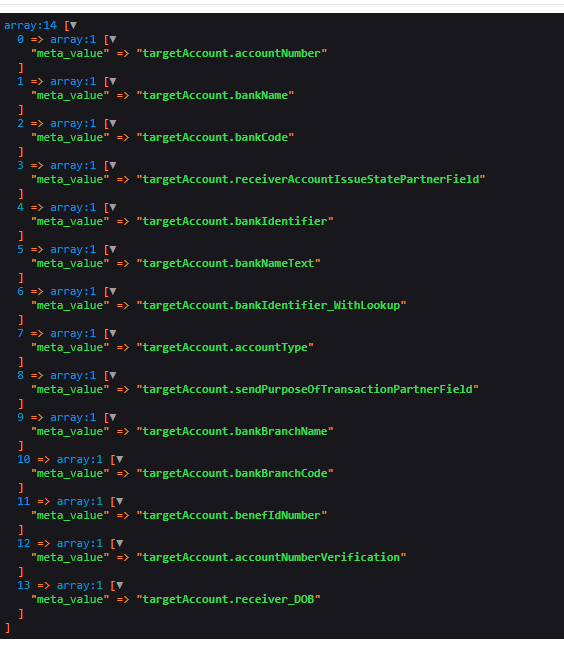 array:14 [▼
  0 => array:1 [▼
    "meta_value" => "targetAccount.accountNumber"
  ]
  1 => array:1 [▼
    "meta_value" => "targetAccount.bankName"
  ]
  2 => array:1 [▼
    "meta_value" => "targetAccount.bankCode"
  ]
  3 => array:1 [▼
    "meta_value" => "targetAccount.receiverAccountIssueStatePartnerField"
  ]
  4 => array:1 [▼
    "meta_value" => "targetAccount.bankIdentifier"
  ]
  5 => array:1 [▼
    "meta_value" => "targetAccount.bankNameText"
  ]
  6 => array:1 [▼
    "meta_value" => "targetAccount.bankIdentifier_WithLookup"
  ]
  7 => array:1 [▼
    "meta_value" => "targetAccount.accountType"
  ]
  8 => array:1 [▼
    "meta_value" => "targetAccount.sendPurposeOfTransactionPartnerField"
  ]
  9 => array:1 [▼
    "meta_value" => "targetAccount.bankBranchName"
  ]
  10 => array:1 [▼
    "meta_value" => "targetAccount.bankBranchCode"
  ]
  11 => array:1 [▼
    "meta_value" => "targetAccount.benefIdNumber"
  ]
  12 => array:1 [▼
    "meta_value" => "targetAccount.accountNumberVerification"
  ]
  13 => array:1 [▼
    "meta_value" => "targetAccount.receiver_DOB"
  ]
]